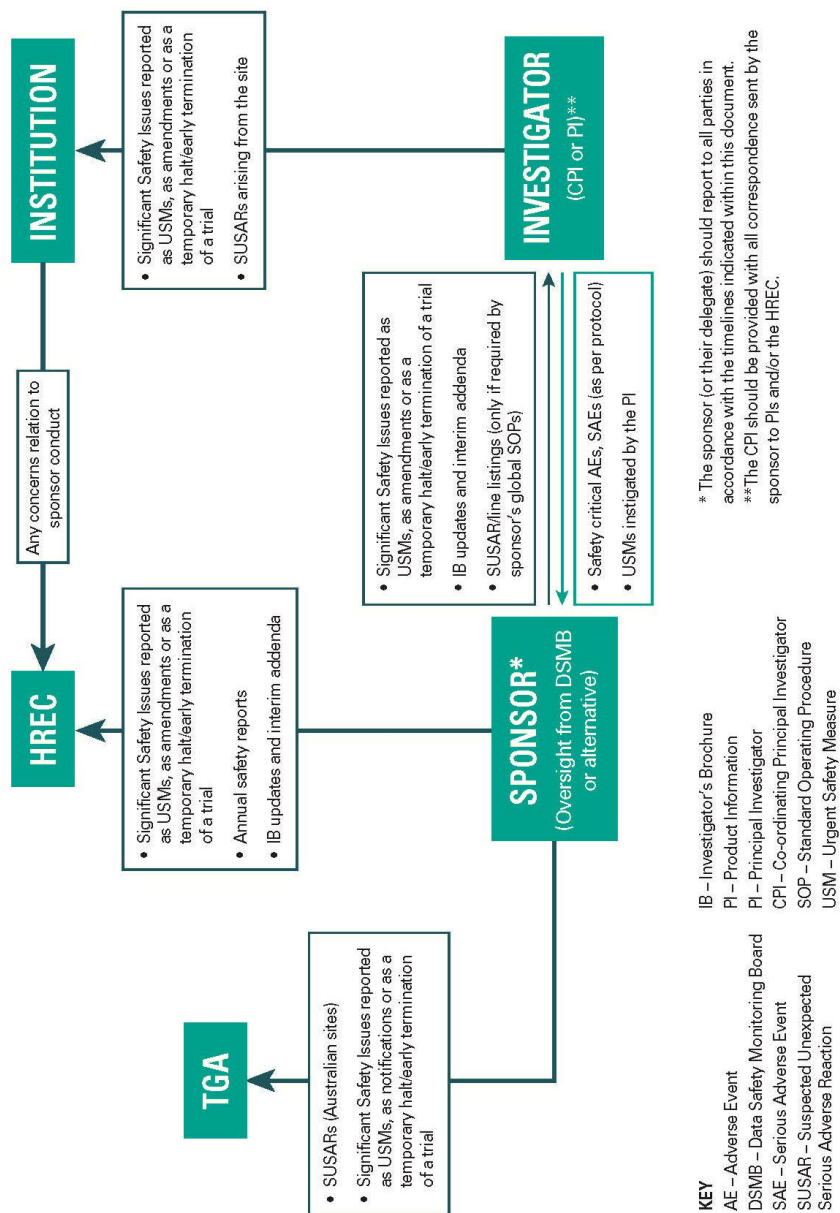 TGA
• SUSARs (Australian sites)
• Significant Safety Issues reported
as USMs, as notifications or as a
temporary halt/early termination
of a trial
HREC
• Significant Safety Issues reported
as USMs, as amendments or as a
temporary halt/early termination
of a trial
• Annual safety reports
• IB updates and interim addenda
Any concerns relation to
sponsor conduct
INSTITUTION
• Significant Safety Issues reported
as USMs, as amendments or as a
temporary halt/early termination
of a trial
• SUSARs arising from the site
SPONSOR*
(Oversight from DSMB
or alternative)
• Significant Safety Issues reported as
USMs, as amendments or as a
temporary halt/early termination of a trial
• IB updates and interim addenda
• SUSAR/line listings (only if required by
sponsor's global SOPs)
• Safety critical AEs, SAEs (as per protocol)
• USMs instigated by the PI
INVESTIGATOR
(CPI or PI)**
KEY
AE – Adverse Event
DSMB – Data Safety Monitoring Board
SAE – Serious Adverse Event
SUSAR – Suspected Unexpected
Serious Adverse Reaction
IB – Investigator's Brochure
PI – Product Information
PI – Principal Investigator
CPI – Co-ordinating Principal Investigator
SOP – Standard Operating Procedure
USM – Urgent Safety Measure
* The sponsor (or their delegate) should report to all parties in
accordance with the timelines indicated within this document.
**The CPI should be provided with all correspondence sent by the
sponsor to PIs and/or the HREC.